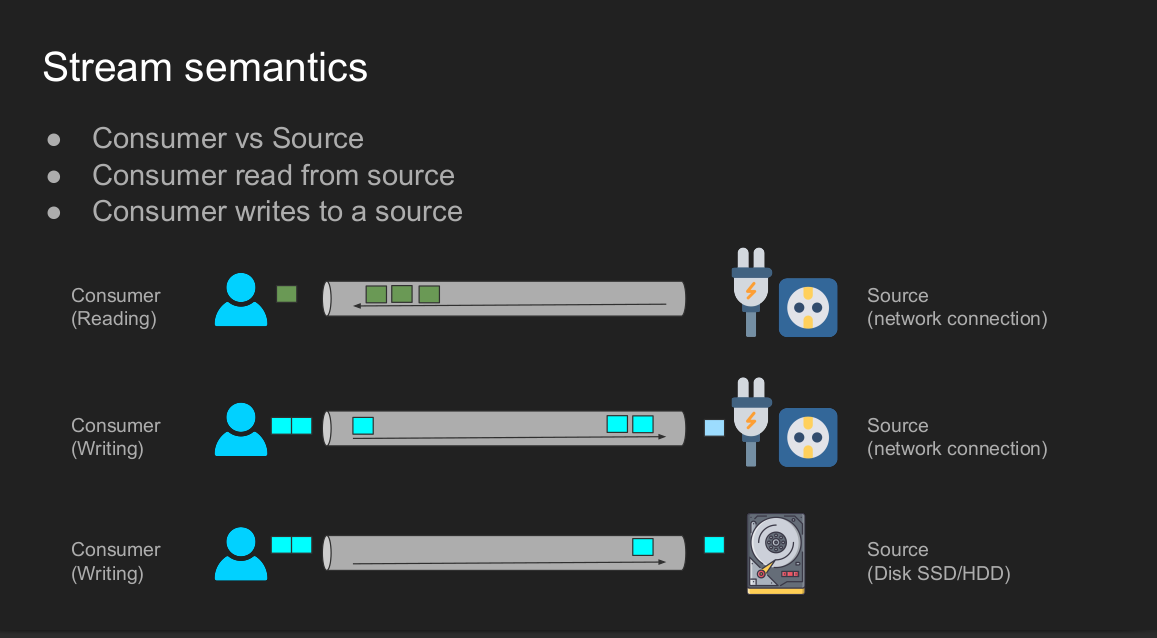 Stream semantics
● Consumer vs Source
● Consumer read from source
● Consumer writes to a source
Consumer
(Reading)
Source
(network connection)
Consumer
(Writing)
Source
(network connection)
Consumer
(Writing)
Source
(Disk SSD/HDD)